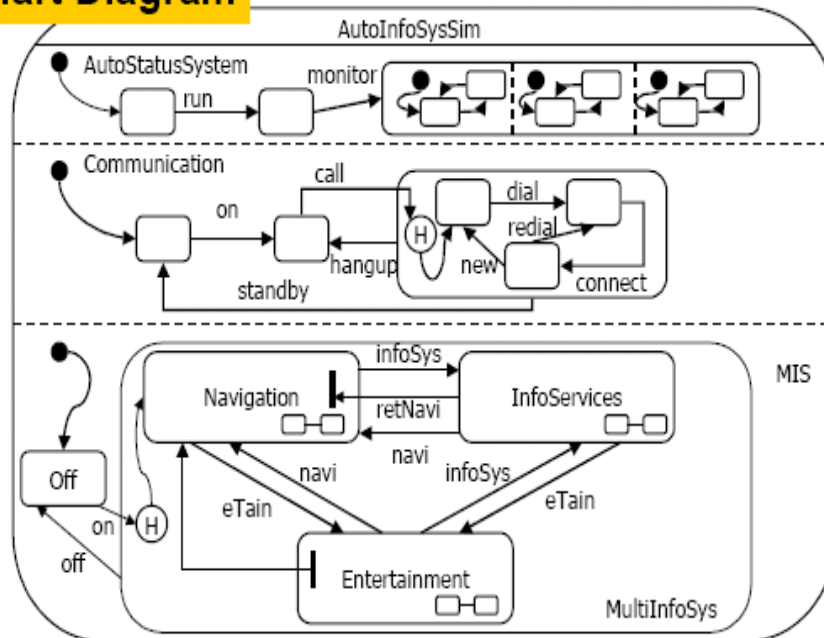 Diagram
AutoInfoSysSim
AutoStatusSystem
run
monitor
Communication
on
call
H
dial
redial
hangup
new
connect
standby
MIS
Navigation
infoSys
retNavi
navi
InfoServices
Off
on
off
H
eTain
navi
infoSys
eTain
Entertainment
MultiInfoSys